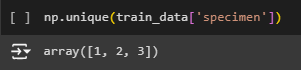 [ ] np.unique(train_data['specimen'])
array([1, 2, 3])